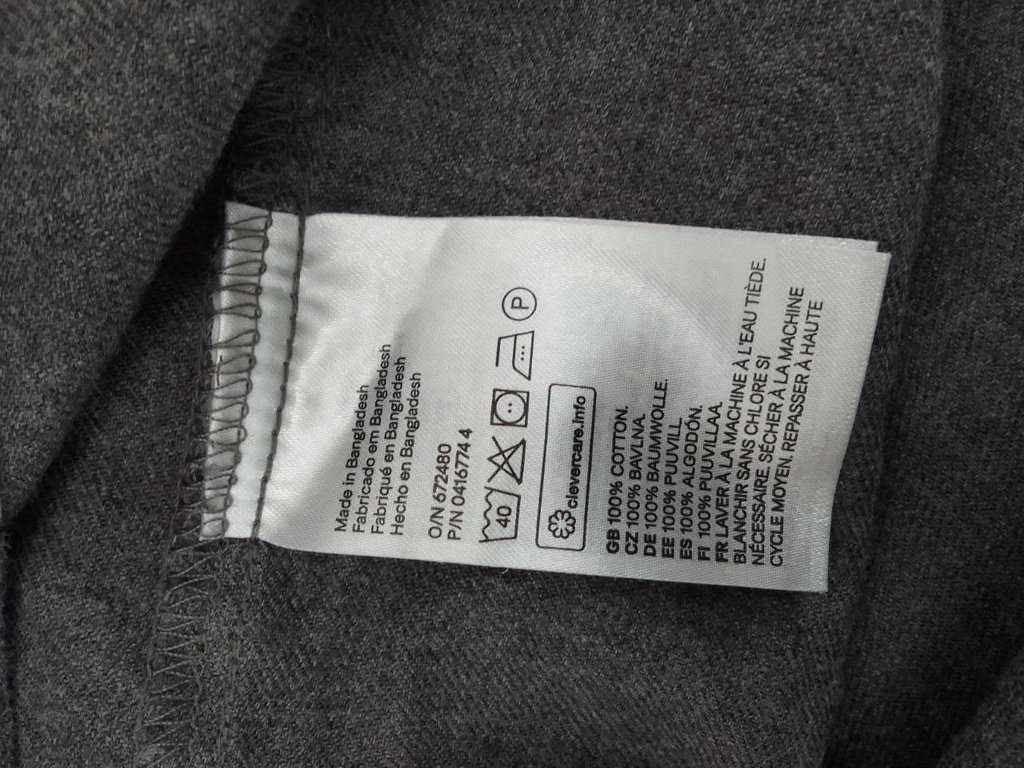 Made in Bangladesh
Fabricado em Bangladesh
Fabriqué en Bangladesh
Hecho en Bangladesh
O/N 672480
P/N 0416774 4
40
P
clevercare.info
GB 100% COTTON.
CZ 100% BAVLNA.
DE 100% BAUMWOLLE.
EE 100% PUUVILL
ES 100% ALGODÓN.
FI 100% PUUVILLAA.
FR LAVER À LA MACHINE À L'EAU TIÈDE.
BLANCHIR SANS CHLORE SI
NÉCESSAIRE. SÉCHER À LA MACHINE
CYCLE MOYEN. REPASSER À HAUTE